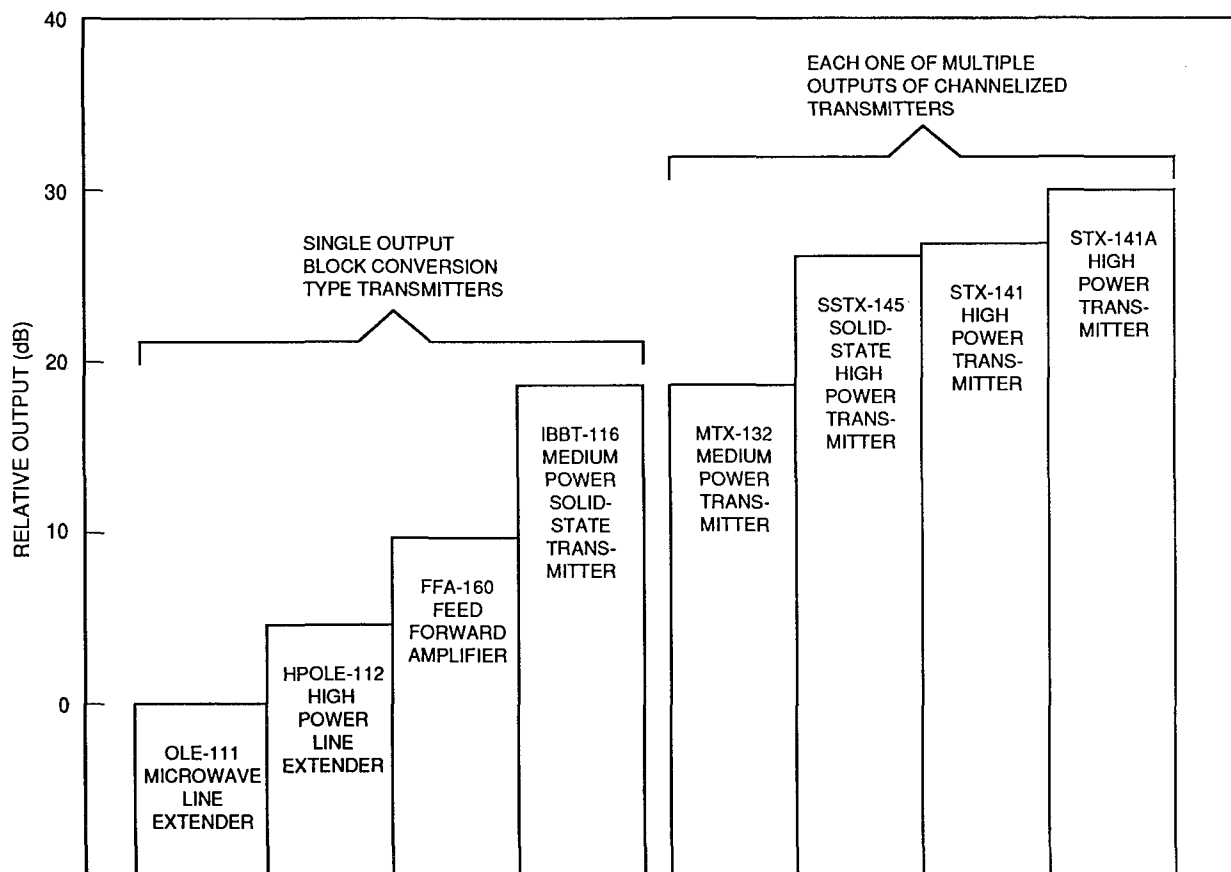 40
30
20
10
0
RELATIVE OUTPUT (dB)
SINGLE OUTPUT
BLOCK CONVERSION
TYPE TRANSMITTERS
EACH ONE OF MULTIPLE
OUTPUTS OF CHANNELIZED
TRANSMITTERS
OLE-111
MICROWAVE
LINE
EXTENDER
HPOLE-112
HIGH
POWER
LINE
EXTENDER
FFA-160
FEED
FORWARD
AMPLIFIER
IBBT-116
MEDIUM
POWER
SOLID-
STATE
TRANS-
MITTER
MTX-132
MEDIUM
POWER
TRANS-
MITTER
SSTX-145
SOLID-
STATE
HIGH
POWER
TRANS-
MITTER
STX-141
HIGH
POWER
TRANS-
MITTER
STX-141A
HIGH
POWER
TRANS-
MITTER